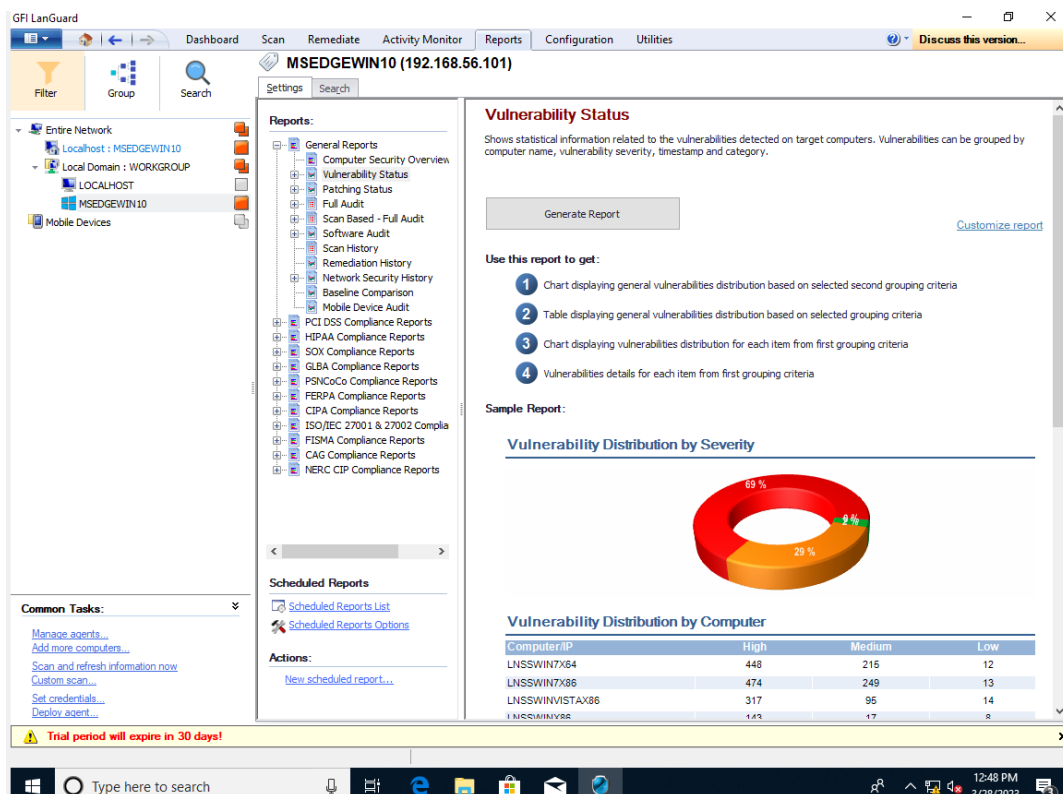 GFI LanGuard
Dashboard Scan Remediate Activity Monitor Reports Configuration Utilities Discuss this version...
Filter Group Search
Entire Network
Localhost : MSEDGEWIN10
Local Domain : WORKGROUP
LOCALHOST
MSEDGEWIN10
Mobile Devices
Common Tasks:
Manage agents...
Add more computers...
Scan and refresh information now
Custom scan...
Set credentials...
Deploy agent...
MSEDGEWIN10 (192.168.56.101)
Settings Search
Reports:
General Reports
Computer Security Overview
Vulnerability Status
Patching Status
Full Audit
Scan Based - Full Audit
Software Audit
Scan History
Remediation History
Network Security History
Baseline Comparison
Mobile Device Audit
PCI DSS Compliance Reports
HIPAA Compliance Reports
SOX Compliance Reports
GLBA Compliance Reports
PSNCoCo Compliance Reports
FERPA Compliance Reports
CIPA Compliance Reports
ISO/IEC 27001 & 27002 Complia
FISMA Compliance Reports
CAG Compliance Reports
NERC CIP Compliance Reports
Scheduled Reports
Scheduled Reports List
Scheduled Reports Options
Actions:
New scheduled report...
Vulnerability Status
Shows statistical information related to the vulnerabilities detected on target computers. Vulnerabilities can be grouped by
computer name, vulnerability severity, timestamp and category.
Generate Report
Customize report
Use this report to get:
1 Chart displaying general vulnerabilities distribution based on selected second grouping criteria
2 Table displaying general vulnerabilities distribution based on selected grouping criteria
3 Chart displaying vulnerabilities distribution for each item from first grouping criteria
4 Vulnerabilities details for each item from first grouping criteria
Sample Report:
Vulnerability Distribution by Severity
69 %
29 %
Vulnerability Distribution by Computer
Computer/IP High Medium Low
LNSSWIN7X64 448 215 12
LNSSWIN7X86 474 249 13
LNSSWINVISTAX86 317 95 14
LNSSWINX86 143 17 8
Trial period will expire in 30 days!
Type here to search
12:48 PM
3/28/2023